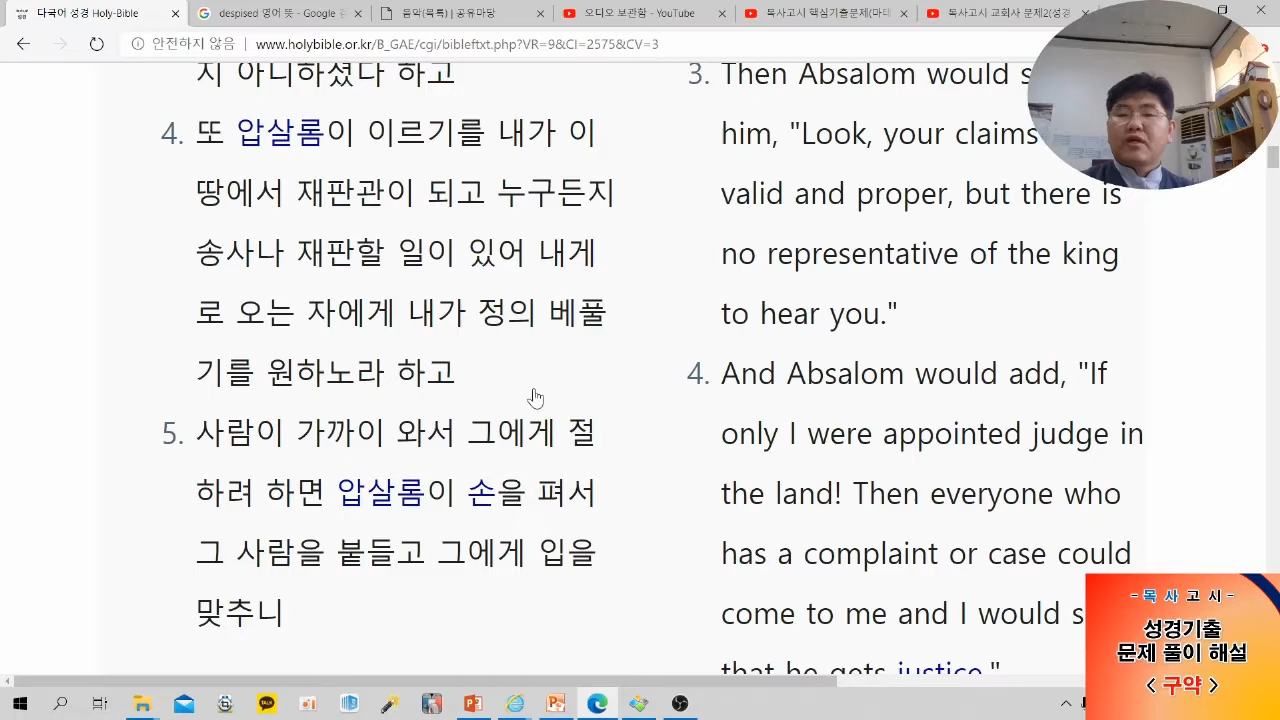 다국어 성경 Holy-Bible
despised 영어 뜻 - Google
음악(목록) | 공유마당
오디오 보관함 - YouTube
목사고시 핵심기출문제(마태
목사고시 교회사 문제2(성경
안전하지 않음
www.holybible.or.kr/B_GAE/cgi/bibleftxt.php?VR=9&CI=2575&CV=3
지 아니하셨다 하고
4. 또 압살롬이 이르기를 내가 이
땅에서 재판관이 되고 누구든지
송사나 재판할 일이 있어 내게
로 오는 자에게 내가 정의 베풀
기를 원하노라 하고
5. 사람이 가까이 와서 그에게 절
하려 하면 압살롬이 손을 펴서
그 사람을 붙들고 그에게 입을
맞추니
3. Then Absalom would
him, "Look, your claims
valid and proper, but there is
no representative of the king
to hear you."
4. And Absalom would add, "If
only I were appointed judge in
the land! Then everyone who
has a complaint or case could
come to me and I would
that he gets justice."
- 목사고시 -
성경기출
문제 풀이 해설
< 구약 >